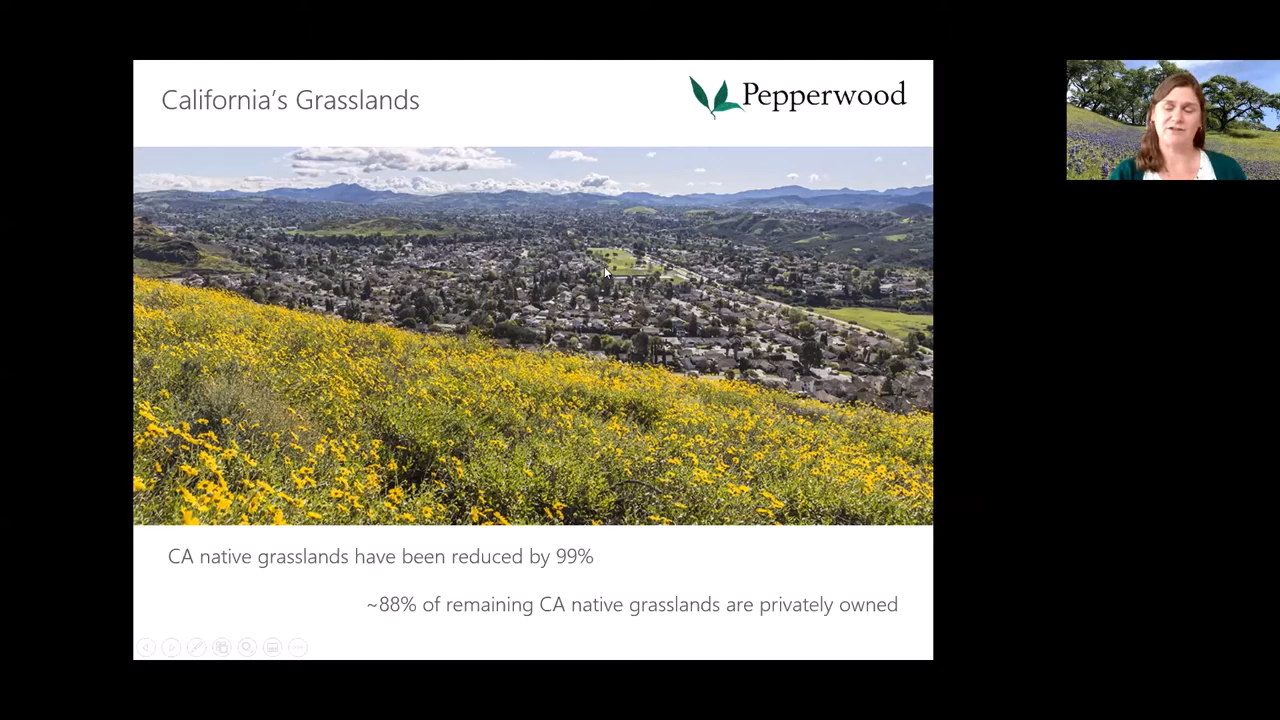 California's Grasslands
Pepperwood
CA native grasslands have been reduced by 99%
~88% of remaining CA native grasslands are privately owned